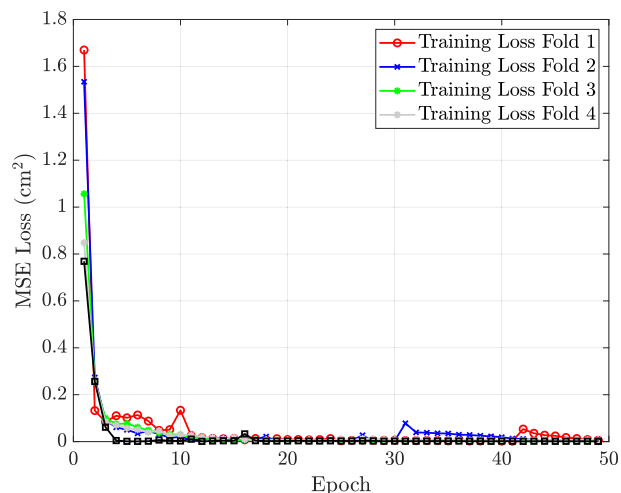 1.8
1.6
1.4
1.2
1
0.8
0.6
0.4
0.2
0
MSE Loss (cm²)
Training Loss Fold 1
Training Loss Fold 2
Training Loss Fold 3
Training Loss Fold 4
0 10 20 30 40 50
Epoch